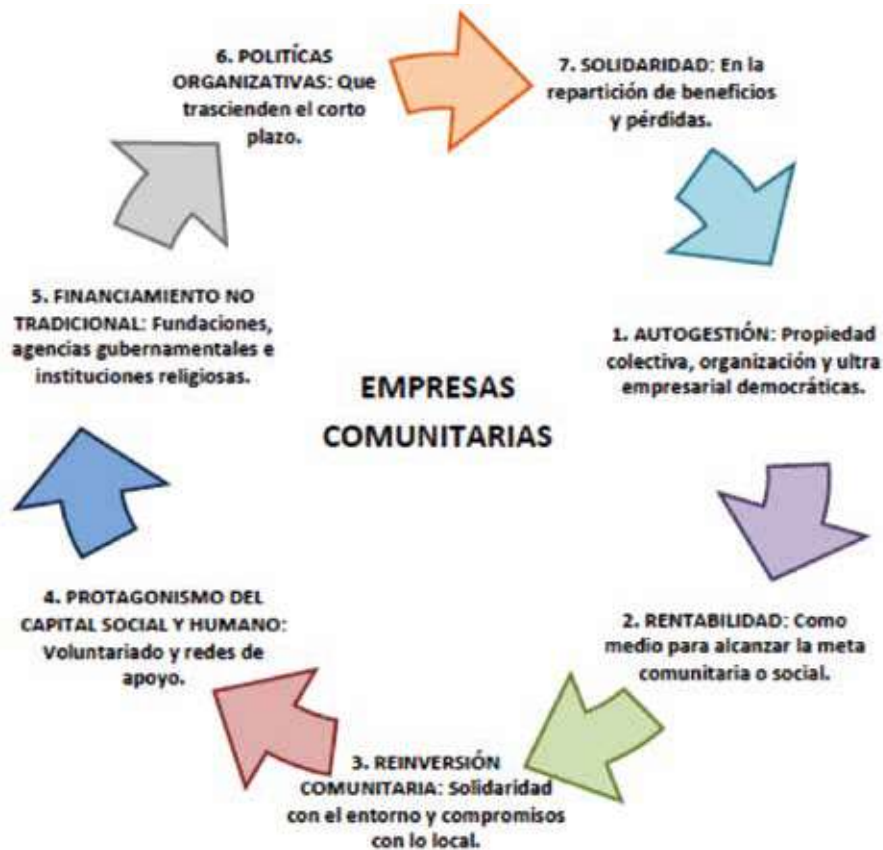 6. POLITÍCAS
ORGANIZATIVAS: Que
trascienden el corto
plazo.
7. SOLIDARIDAD: En la
repartición de beneficios
y pérdidas.
5. FINANCIAMIENTO NO
TRADICIONAL: Fundaciones,
agencias gubernamentales e
instituciones religiosas.
1. AUTOGESTIÓN: Propiedad
colectiva, organización y ultra
empresarial democráticas.
EMPRESAS
COMUNITARIAS
4. PROTAGONISMO DEL
CAPITAL SOCIAL Y HUMANO:
Voluntariado y redes de
apoyo.
2. RENTABILIDAD: Como
medio para alcanzar la meta
comunitaria o social.
3. REINVERSIÓN
COMUNITARIA: Solidaridad
con el entorno y compromisos
con lo local.